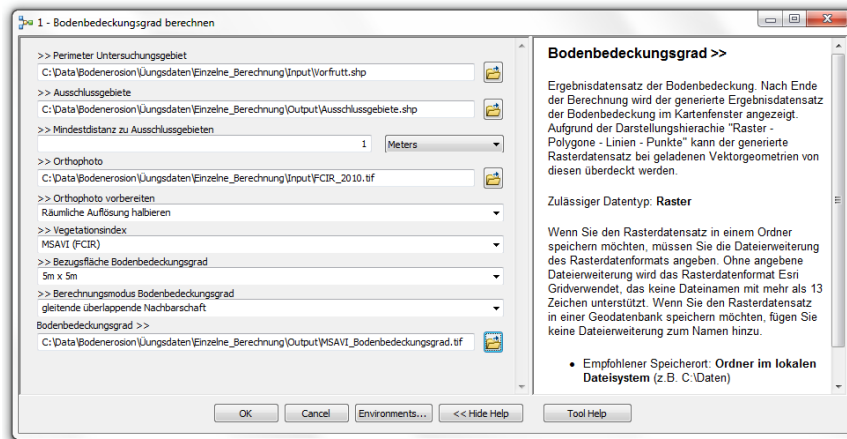 1 - Bodenbedeckungsgrad berechnen
>> Perimeter Untersuchungsgebiet
C:\Data\Bodenerosion\Üungsdaten\Einzelne_Berechnung\Input\Vorfrutt.shp
>> Ausschlussgebiete
C:\Data\Bodenerosion\Üungsdaten\Einzelne_Berechnung\Output\Ausschlussgebiete.shp
>> Mindestdistanz zu Ausschlussgebieten
1 Meters
>> Orthophoto
C:\Data\Bodenerosion\Üungsdaten\Einzelne_Berechnung\Input\FCIR_2010.tif
>> Orthophoto vorbereiten
Räumliche Auflösung halbieren
>> Vegetationsindex
MSAVI (FCIR)
>> Bezugsfläche Bodenbedeckungsgrad
5m x 5m
>> Berechnungsmodus Bodenbedeckungsgrad
gleitende überlappende Nachbarschaft
Bodenbedeckungsgrad >>
C:\Data\Bodenerosion\Üungsdaten\Einzelne_Berechnung\Output\MSAVI_Bodenbedeckungsgrad.tif
Bodenbedeckungsgrad >>
Ergebnisdatensatz der Bodenbedeckung. Nach Ende
der Berechnung wird der generierte Ergebnisdatensatz
der Bodenbedeckung im Kartenfenster angezeigt.
Aufgrund der Darstellungshierachie "Raster -
Polygone - Linien - Punkte" kann der generierte
Rasterdatensatz bei geladenen Vektorgeometrien von
diesen überdeckt werden.
Zulässiger Datentyp: Raster
Wenn Sie den Rasterdatensatz in einem Ordner
speichern möchten, müssen Sie die Dateierweiterung
des Rasterdatenformats angeben. Ohne angegebene
Dateierweiterung wird das Rasterdatenformat Esri
Gridverwendet, das keine Dateinamen mit mehr als 13
Zeichen unterstützt. Wenn Sie den Rasterdatensatz
in einer Geodatenbank speichern möchten, fügen Sie
keine Dateierweiterung zum Namen hinzu.
• Empfohlener Speicherort: Ordner im lokalen
Dateisystem (z.B. C:\Daten)
OK Cancel Environments... << Hide Help Tool Help